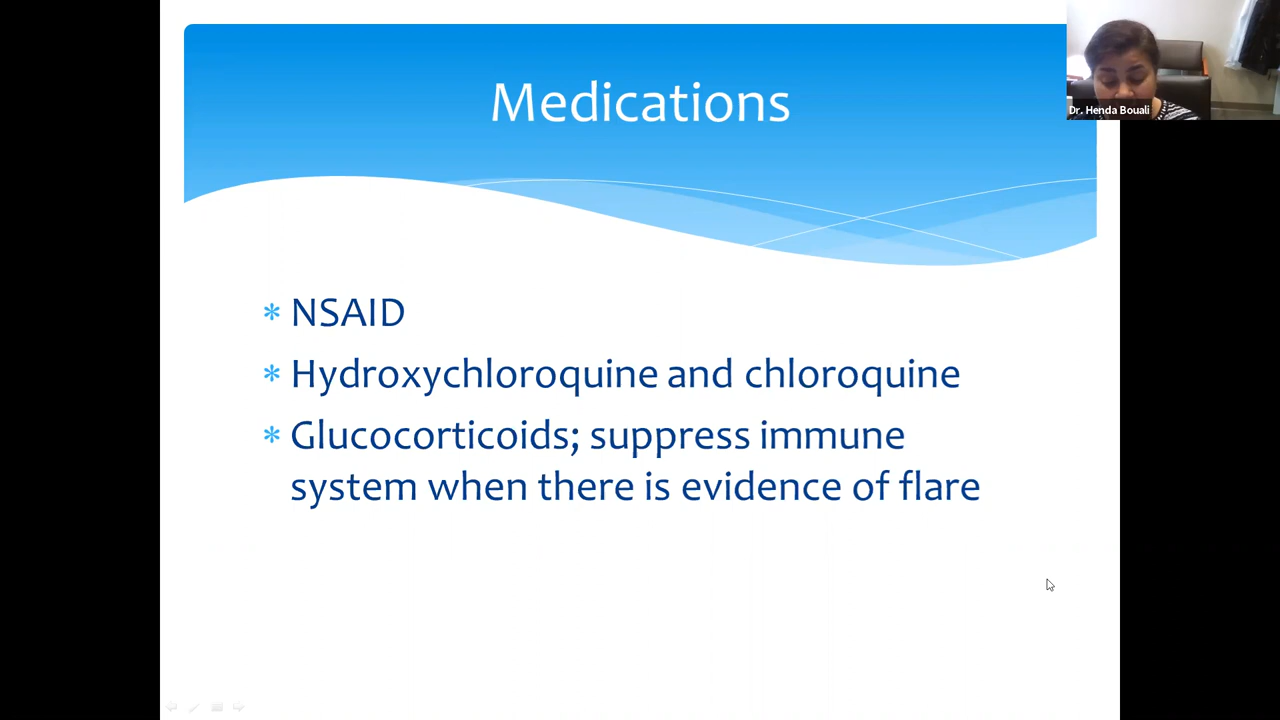 Medications
Dr. Henda Bouali
* NSAID
* Hydroxychloroquine and chloroquine
* Glucocorticoids; suppress immune
system when there is evidence of flare